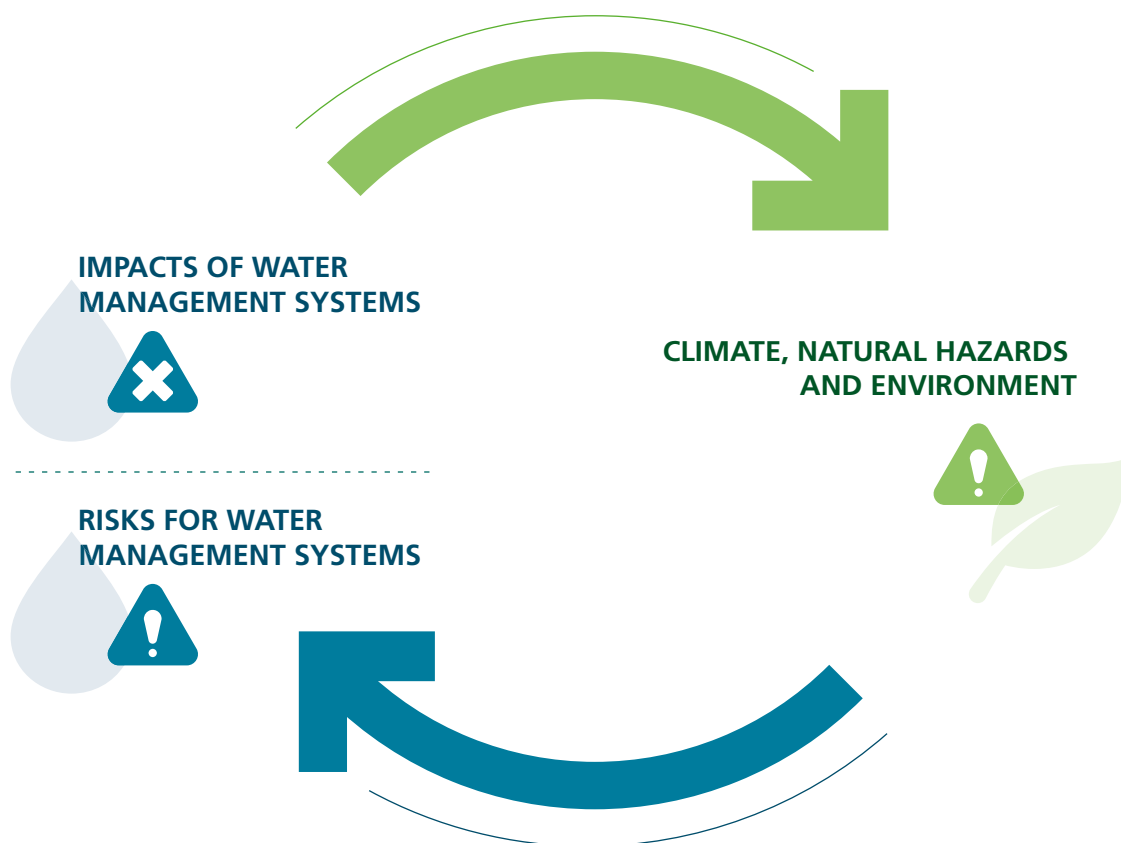 IMPACTS OF WATER
MANAGEMENT SYSTEMS
CLIMATE, NATURAL HAZARDS
AND ENVIRONMENT
RISKS FOR WATER
MANAGEMENT SYSTEMS